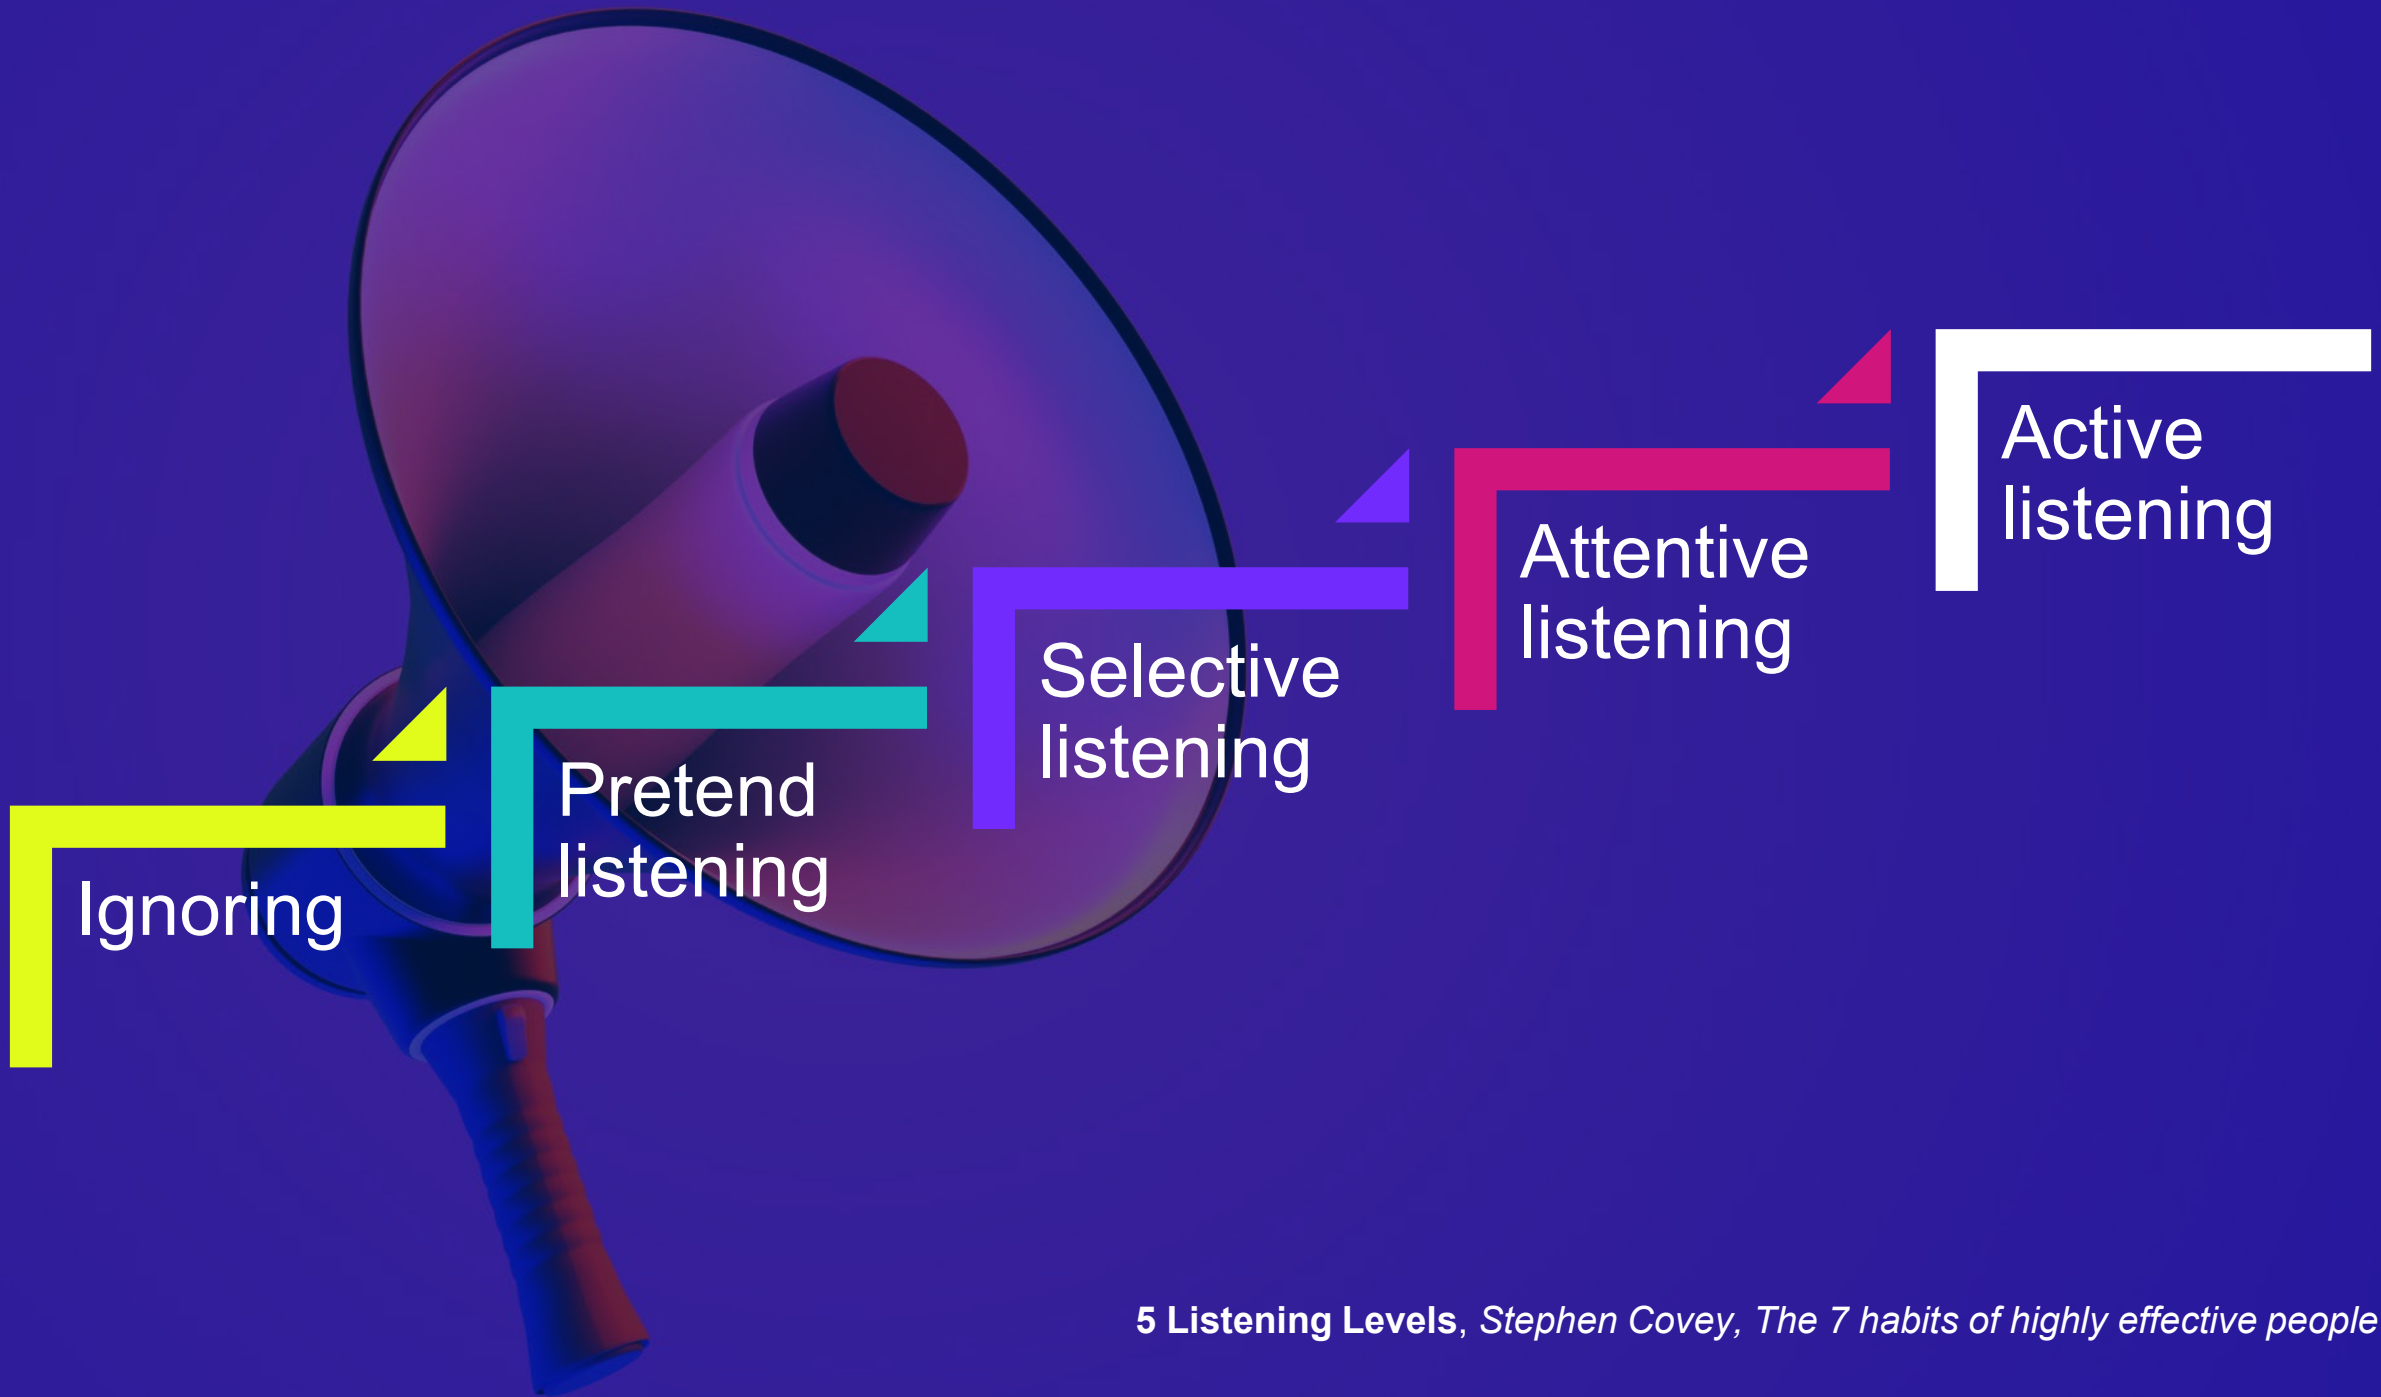 Ignoring
Pretend
listening
Selective
listening
Attentive
listening
Active
listening
5 Listening Levels, Stephen Covey, The 7 habits of highly effective people